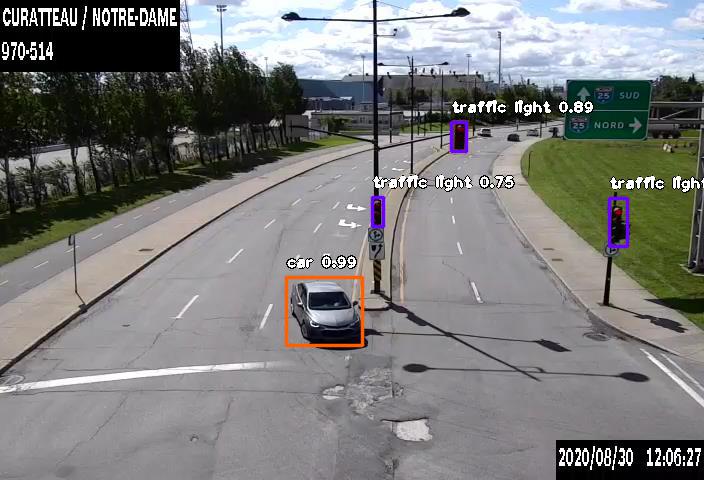 CURATTEAU / NOTRE-DAME
970-514
traffic light 0.89
25 SUD
25 NORD
traffic light 0.75
traffic light
car 0.99
2020/08/30 12:06:27